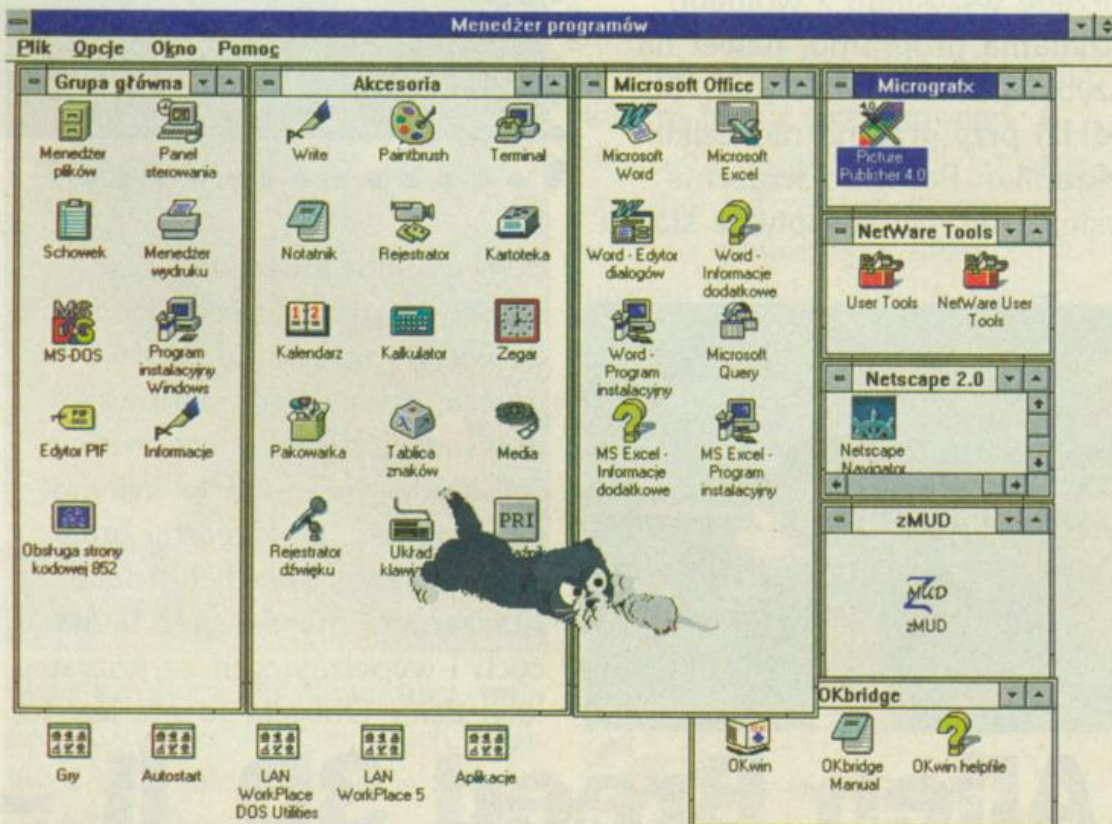 Menedżer programów
Plik Opcje Okno Pomoc
Grupa główna
Menedżer plików
Panel sterowania
Schowek
Menedżer wydruku
MS-DOS
Program instalacyjny Windows
PIF
Edytor PIF
Informacje
Obsługa strony kodowej 852
Akcesoria
Write
Paintbrush
Terminal
Notatnik
Rejestrator
Kartoteka
Kalendarz
Kalkulator
Zegar
Pakowarka
Tablica znaków
Media
Rejestrator dźwięku
Układ
PRI
Microsoft Office
Microsoft Word
Microsoft Excel
Word - Edytor dialogów
Word - Informacje dodatkowe
Word - Program instalacyjny
Microsoft Query
MS Excel - Informacje dodatkowe
MS Excel - Program instalacyjny
Micrografx
Picture Publisher 4.0
NetWare Tools
User Tools
NetWare User Tools
Netscape 2.0
Netscape Navigator
zMUD
zMUD
zMUD
OKbridge
OKwin
OKbridge Manual
OKwin helpfile
Gry
Autostart
LAN WorkPlace DOS Utilities
LAN WorkPlace 5
Aplikacje